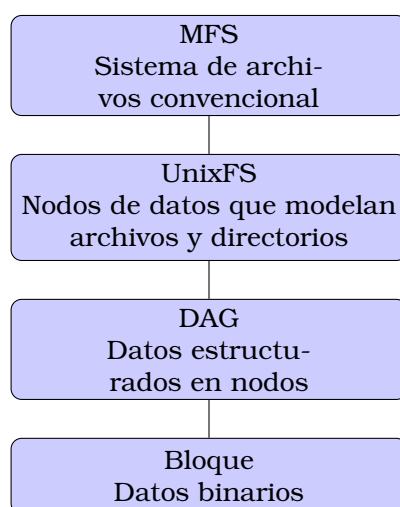 MFS
Sistema de archi-
vos convencional
UnixFS
Nodos de datos que modelan
archivos y directorios
DAG
Datos estructu-
rados en nodos
Bloque
Datos binarios